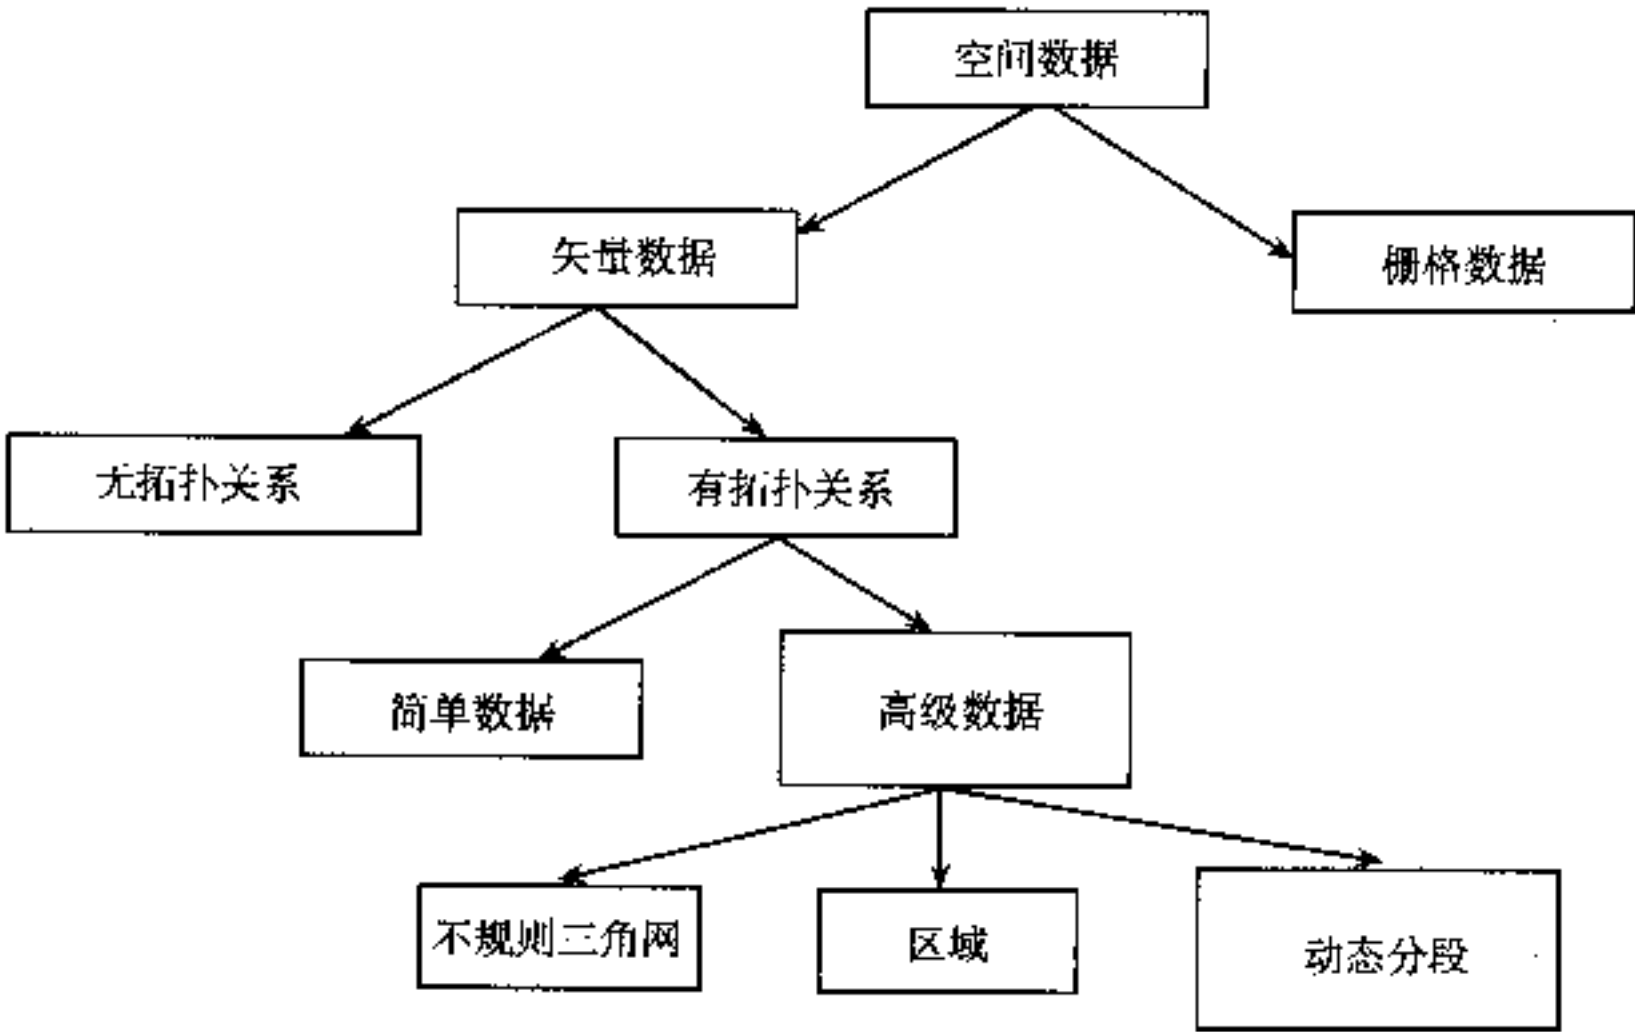 空间数据
矢量数据
栅格数据
无拓扑关系
有拓扑关系
简单数据
高级数据
不规则三角网
区域
动态分段